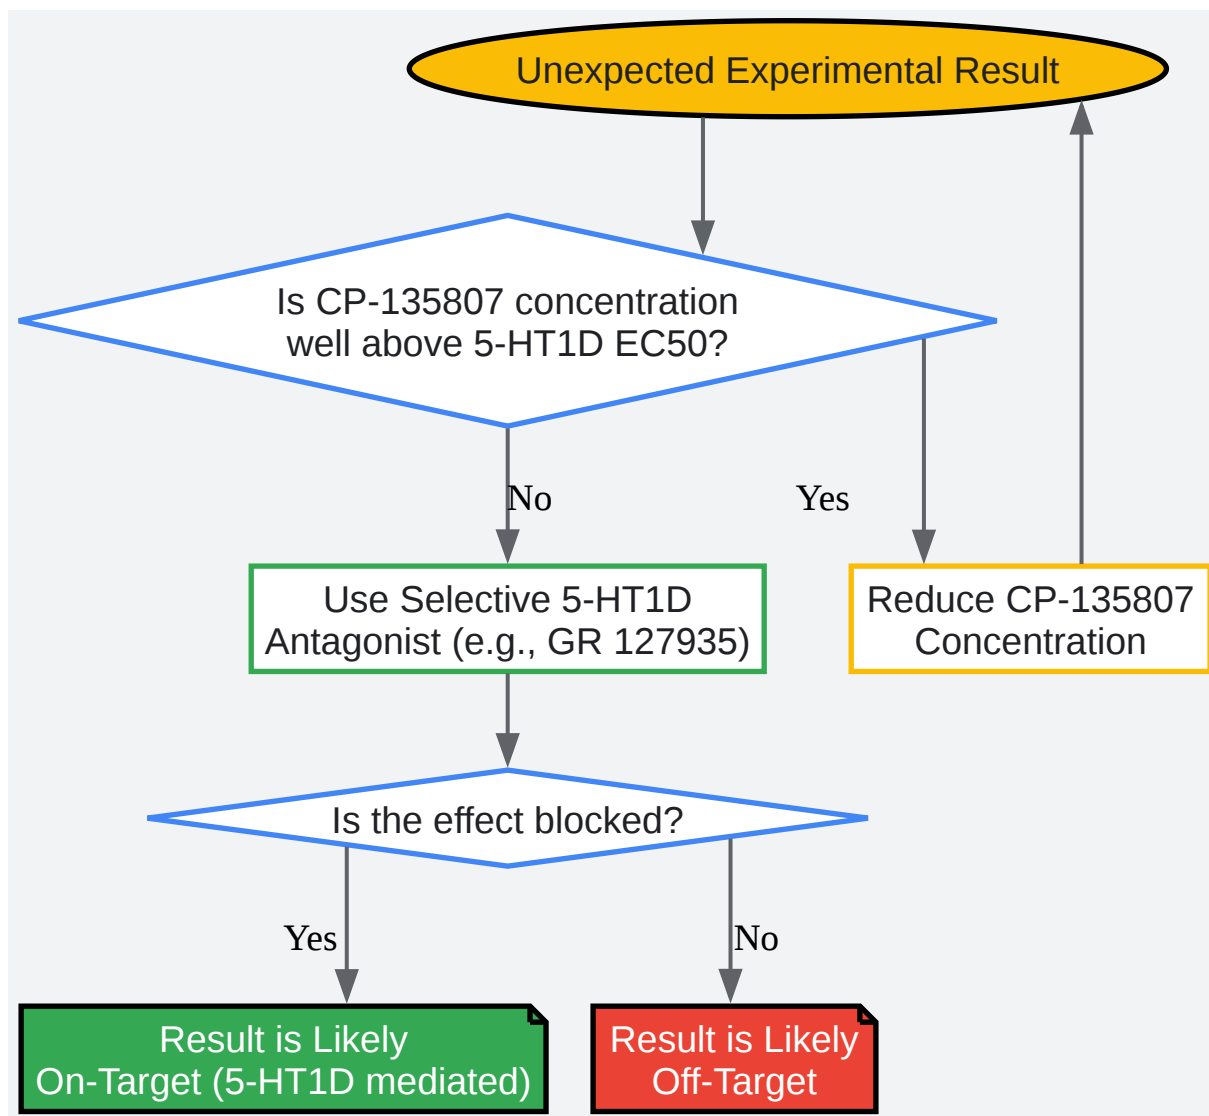 Unexpected Experimental Result
Is CP-135807 concentration
well above 5-HT1D EC50?
No
Yes
Use Selective 5-HT1D
Antagonist (e.g., GR 127935)
Reduce CP-135807
Concentration
Is the effect blocked?
Yes
No
Result is Likely
On-Target (5-HT1D mediated)
Result is Likely
Off-Target